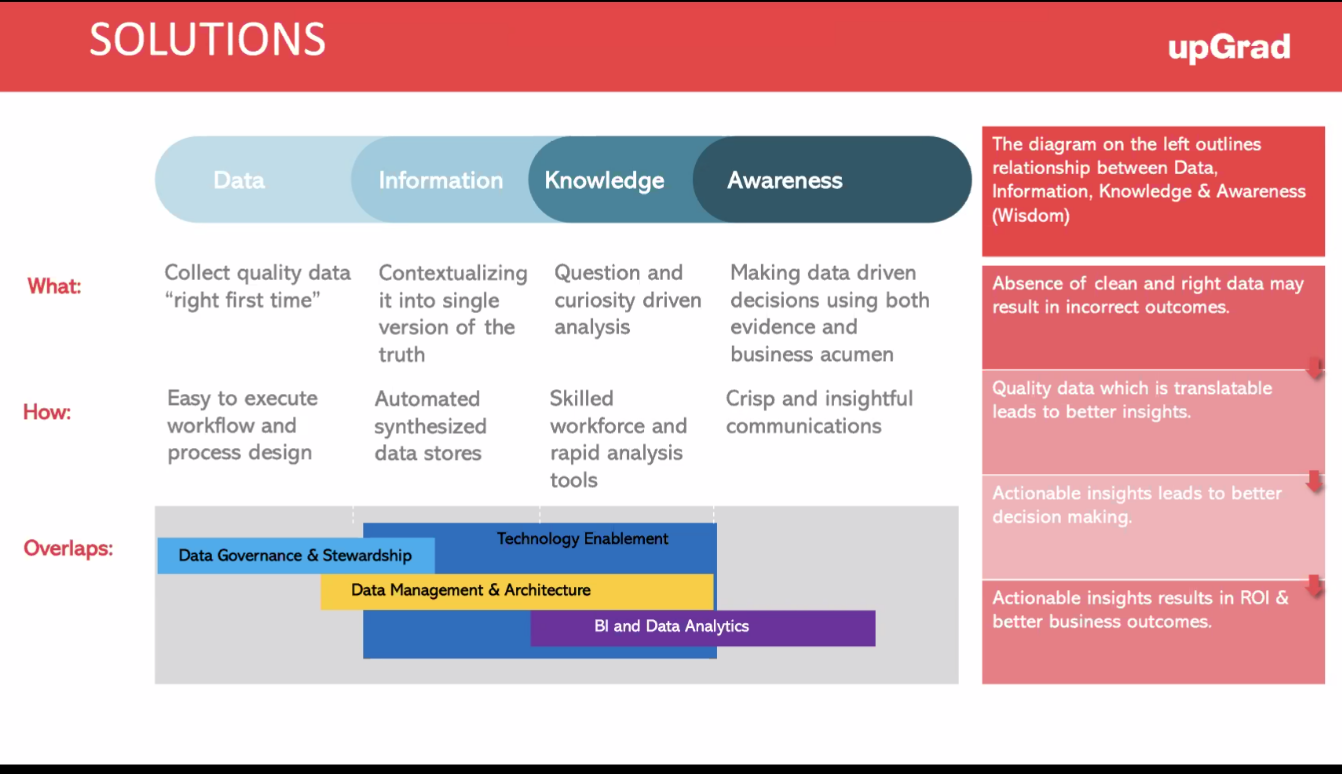 SOLUTIONS
upGrad
Data
Information
Knowledge
Awareness
What:
Collect quality data
“right first time”
Contextualizing
it into single
version of the
truth
Question and
curiosity driven
analysis
Making data driven
decisions using both
evidence and
business acumen
How:
Easy to execute
workflow and
process design
Automated
synthesized
data stores
Skilled
workforce and
rapid analysis
tools
Crisp and insightful
communications
Overlaps:
Technology Enablement
Data Governance & Stewardship
Data Management & Architecture
BI and Data Analytics
The diagram on the left outlines
relationship between Data,
Information, Knowledge & Awareness
(Wisdom)
Absence of clean and right data may
result in incorrect outcomes.
Quality data which is translatable
leads to better insights.
Actionable insights leads to better
decision making.
Actionable insights results in ROI &
better business outcomes.